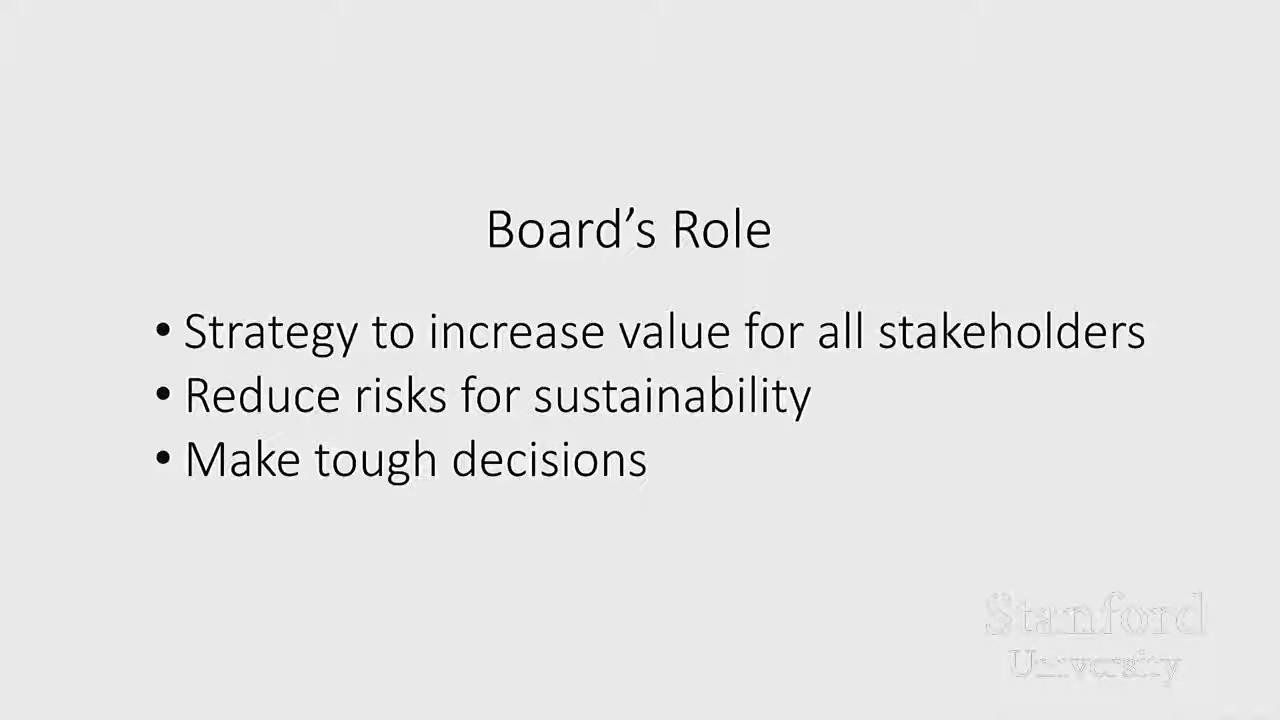 Board’s Role
• Strategy to increase value for all stakeholders
• Reduce risks for sustainability
• Make tough decisions
Stanford
University